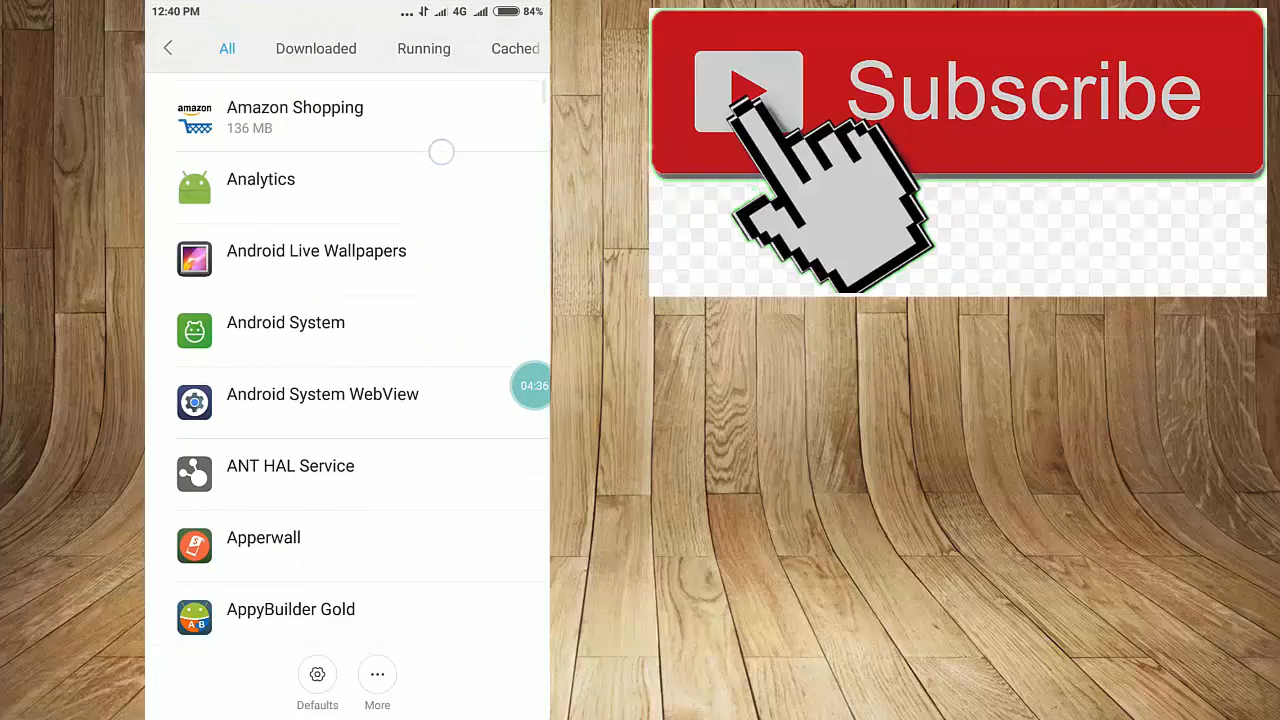 12:40 PM ... 4G 84%
All Downloaded Running Cached
amazon
Amazon Shopping
136 MB
Analytics
Android Live Wallpapers
Android System
Android System WebView
04:36
ANT HAL Service
Apperwall
AppyBuilder Gold
A B
Defaults More
Subscribe